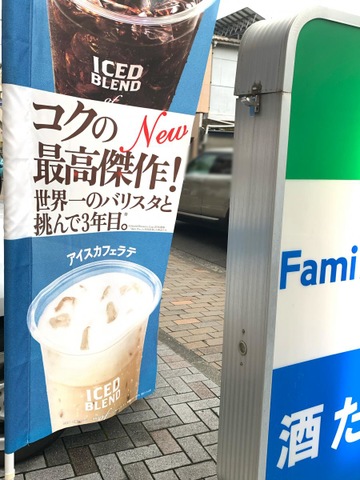 ICED
BLEND
of
コクの
New
最高傑作!
世界一のバリスタと
挑んで3年目。
アイスカフェラテ
ICED
BLEND
Fami
酒た